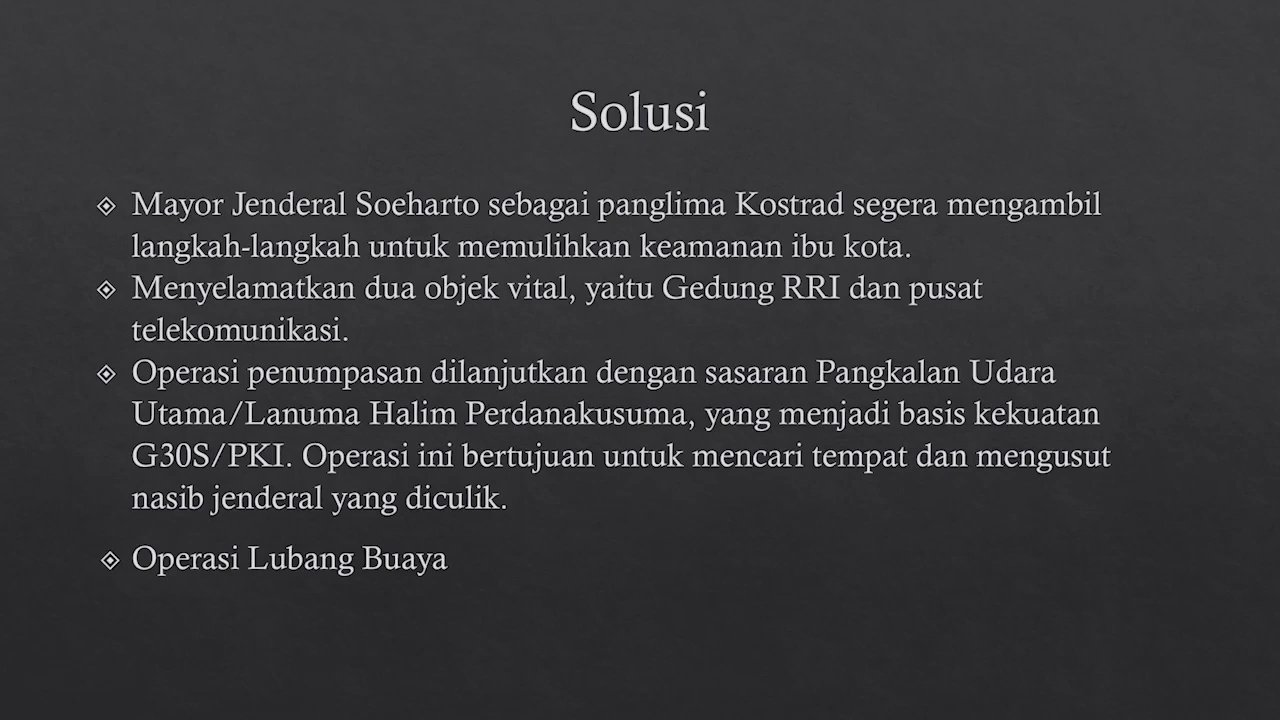 Solusi
Mayor Jenderal Soeharto sebagai panglima Kostrad segera mengambil
langkah-langkah untuk memulihkan keamanan ibu kota.
Menyelamatkan dua objek vital, yaitu Gedung RRI dan pusat
telekomunikasi.
Operasi penumpasan dilanjutkan dengan sasaran Pangkalan Udara
Utama/Lanuma Halim Perdanakusuma, yang menjadi basis kekuatan
G30S/PKI. Operasi ini bertujuan untuk mencari tempat dan mengusut
nasib jenderal yang diculik.
Operasi Lubang Buaya